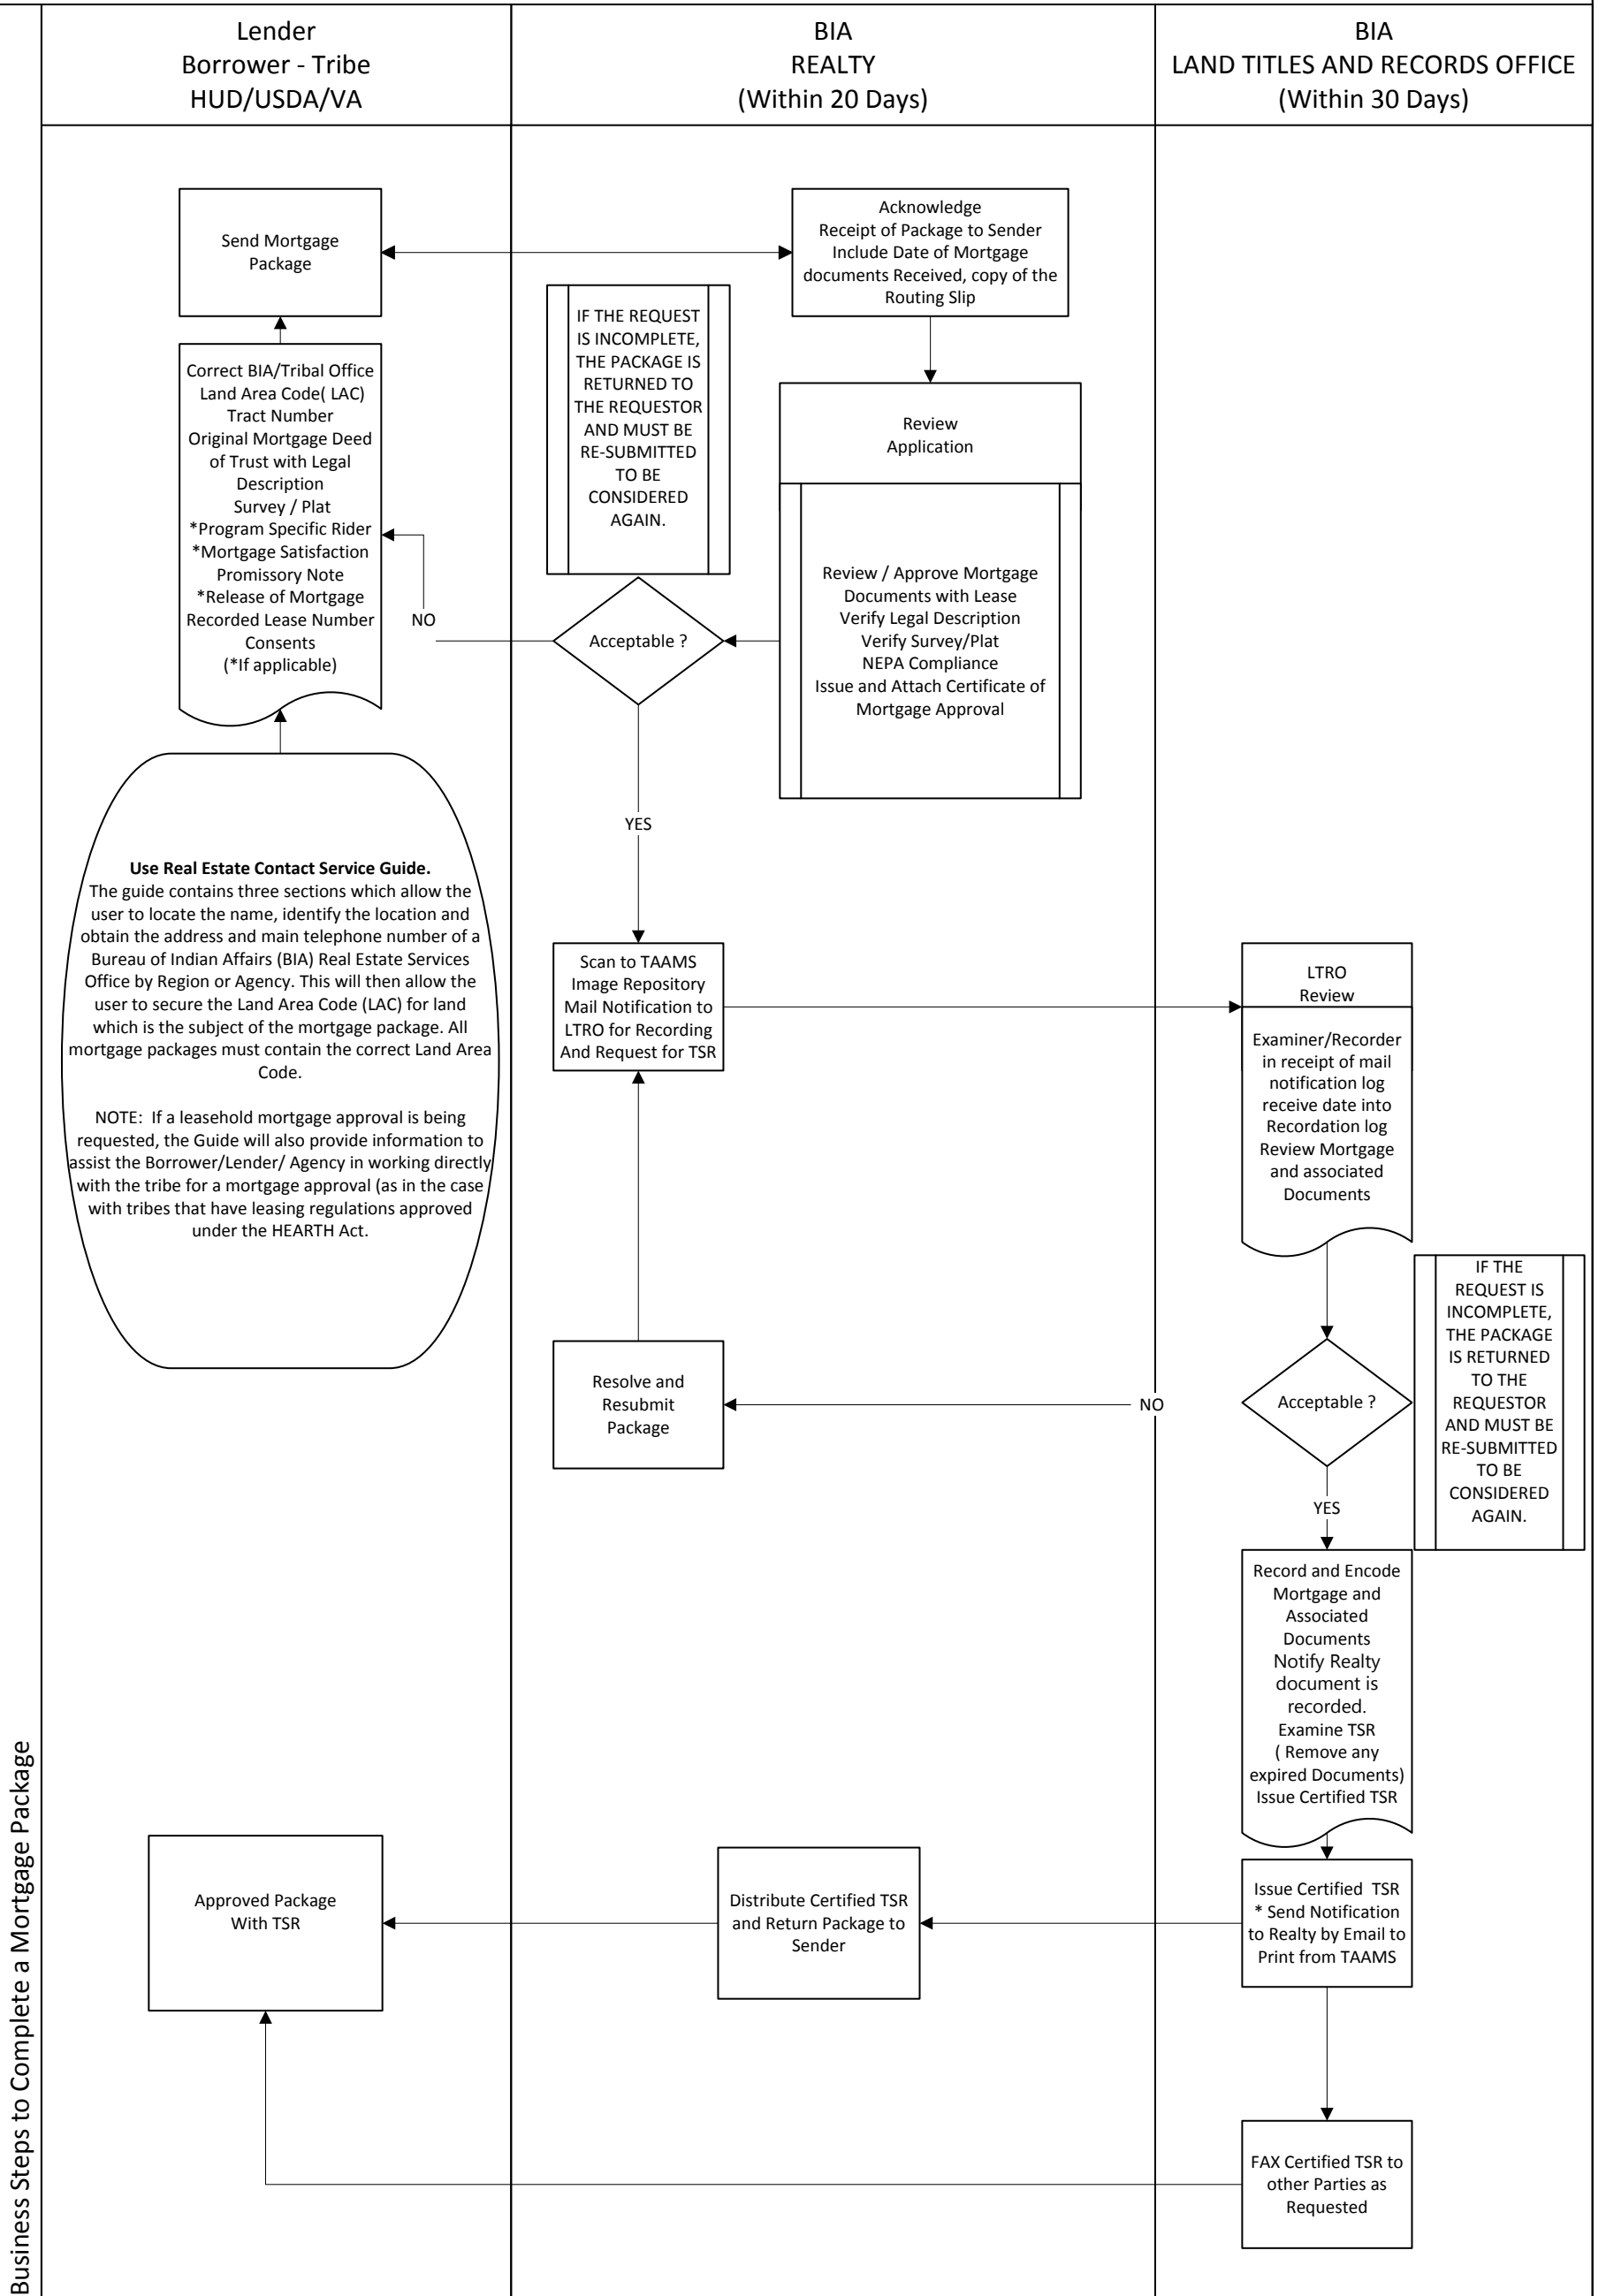 Lender
Borrower - Tribe
HUD/USDA/VA
BIA
REALTY
(Within 20 Days)
BIA
LAND TITLES AND RECORDS OFFICE
(Within 30 Days)
Send Mortgage
Package
Acknowledge
Receipt of Package to Sender
Include Date of Mortgage
documents Received, copy of the
Routing Slip
IF THE REQUEST
IS INCOMPLETE,
THE PACKAGE IS
RETURNED TO
THE REQUESTOR
AND MUST BE
RE-SUBMITTED
TO BE
CONSIDERED
AGAIN.
Correct BIA/Tribal Office
Land Area Code( LAC)
Tract Number
Original Mortgage Deed
of Trust with Legal
Description
Survey / Plat
*Program Specific Rider
*Mortgage Satisfaction
Promissory Note
*Release of Mortgage
Recorded Lease Number
Consents
(*If applicable)
Review
Application
Review / Approve Mortgage
Documents with Lease
Verify Legal Description
Verify Survey/Plat
NEPA Compliance
Issue and Attach Certificate of
Mortgage Approval
NO
Acceptable ?
YES
Use Real Estate Contact Service Guide.
The guide contains three sections which allow the
user to locate the name, identify the location and
obtain the address and main telephone number of a
Bureau of Indian Affairs (BIA) Real Estate Services
Office by Region or Agency. This will then allow the
user to secure the Land Area Code (LAC) for land
which is the subject of the mortgage package. All
mortgage packages must contain the correct Land Area
Code.
NOTE:  If a leasehold mortgage approval is being
requested, the Guide will also provide information to
assist the Borrower/Lender/ Agency in working directly
with the tribe for a mortgage approval (as in the case
with tribes that have leasing regulations approved
under the HEARTH Act.
Scan to TAAMS
Image Repository
Mail Notification to
LTRO for Recording
And Request for TSR
LTRO
Review
Examiner/Recorder
in receipt of mail
notification log
receive date into
Recordation log
Review Mortgage
and associated
Documents
IF THE
REQUEST IS
INCOMPLETE,
THE PACKAGE
IS RETURNED
TO THE
REQUESTOR
AND MUST BE
RE-SUBMITTED
TO BE
CONSIDERED
AGAIN.
Resolve and
Resubmit
Package
NO
Acceptable ?
YES
Record and Encode
Mortgage and
Associated
Documents
Notify Realty
document is
recorded.
Examine TSR
( Remove any
expired Documents)
Issue Certified TSR
Approved Package
With TSR
Distribute Certified TSR
and Return Package to
Sender
Issue Certified  TSR
* Send Notification
to Realty by Email to
Print from TAAMS
FAX Certified TSR to
other Parties as
Requested
Business Steps to Complete a Mortgage Package